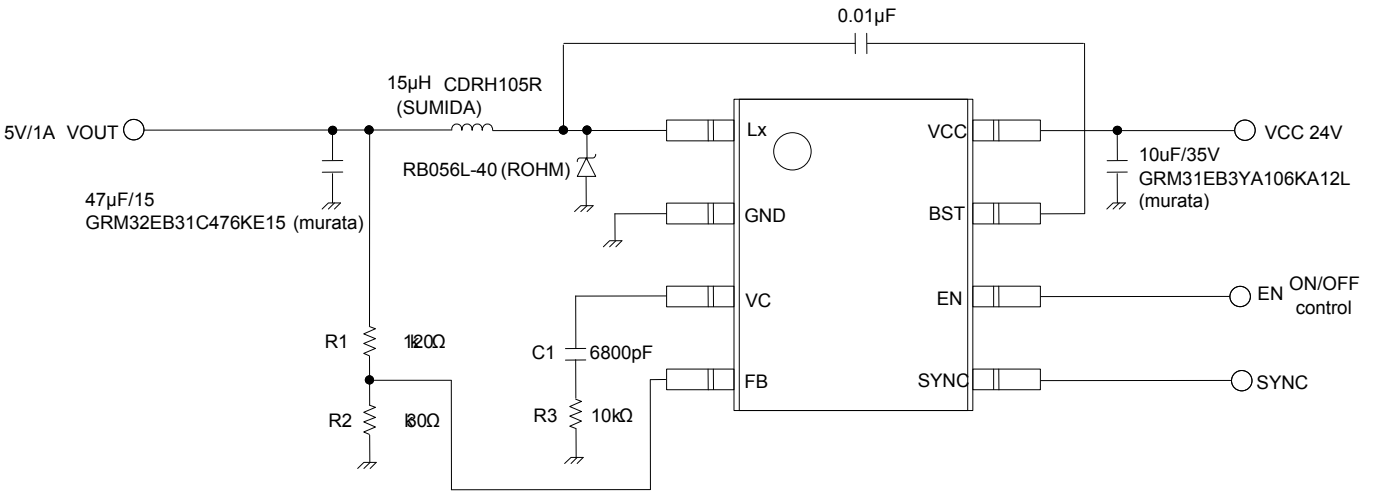 0.01µF
15µH CDRH105R
(SUMIDA)
5V/1A VOUT
Lx
VCC
VCC 24V
RB056L-40 (ROHM)
10uF/35V
GRM31EB3YA106KA12L
(murata)
47µF/15
GRM32EB31C476KE15 (murata)
GND
BST
VC
EN
EN ON/OFF
control
R1
C1 6800pF
FB
SYNC
SYNC
R2
R3 10kΩ